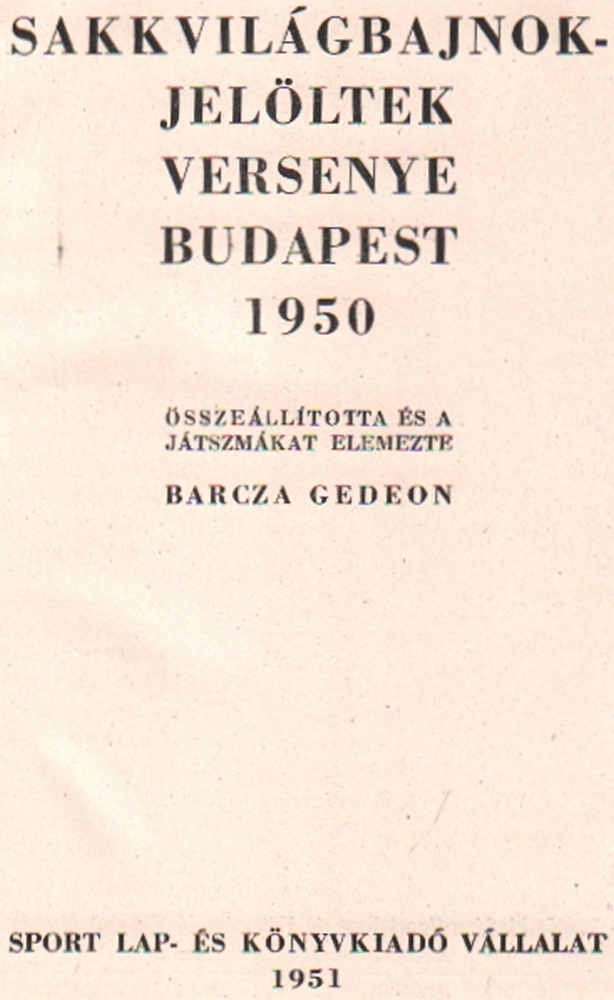 SAKKVILÁGBAJNOK-
JELÖLTEK
VERSENYE
BUDAPEST
1950
ÖSSZEÁLLÍTOTTA ÉS A
JÁTSZMÁKAT ELEMEZTE
BARCZA GEDEON
SPORT LAP- ÉS KÖNYVKIADÓ VÁLLALAT
1951